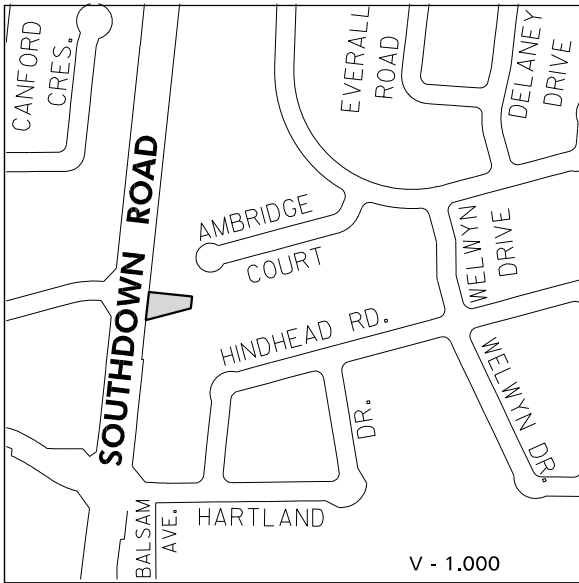 CANFORD
CRES.
EVERALL
ROAD
DELANEY
DRIVE
SOUTHDOWN ROAD
AMBRIDGE
COURT
WELWYN
DRIVE
HINDHEAD RD.
WELWYN DR.
DR.
HARTLAND
BALSAM
AVE.
V - 1.000